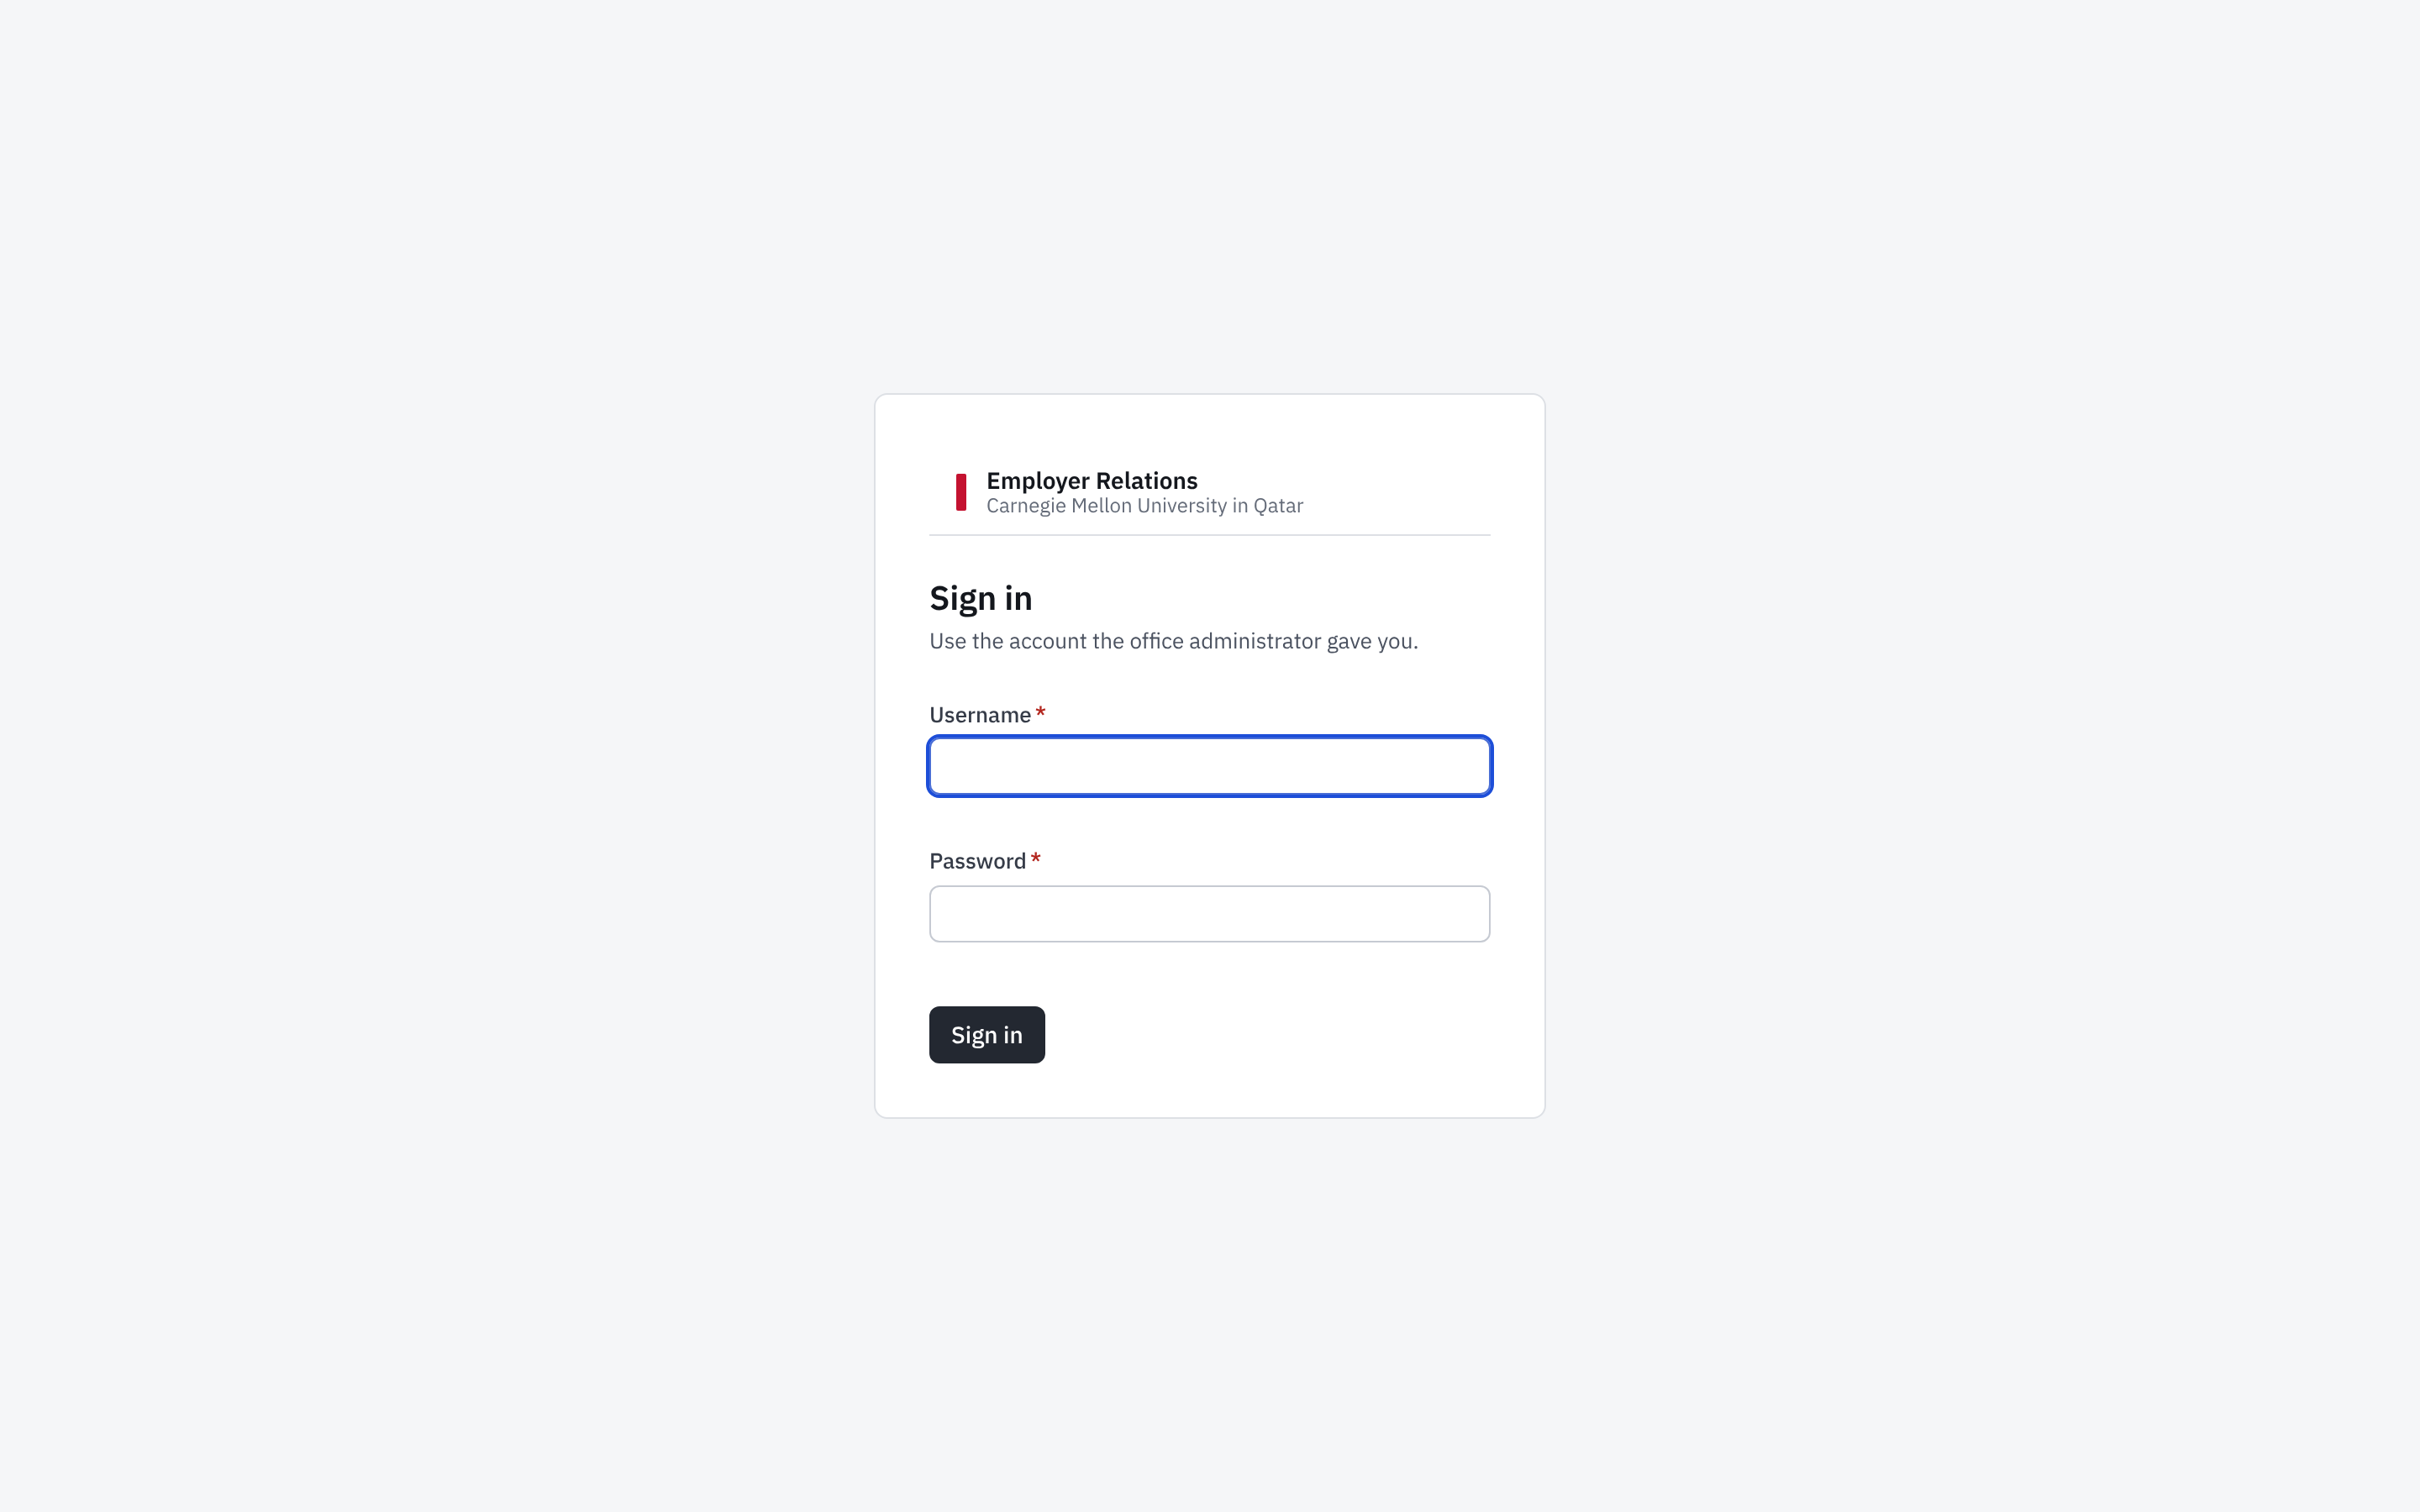 Employer Relations
Carnegie Mellon University in Qatar
Sign in
Use the account the office administrator gave you.
Username *
Password *
Sign in